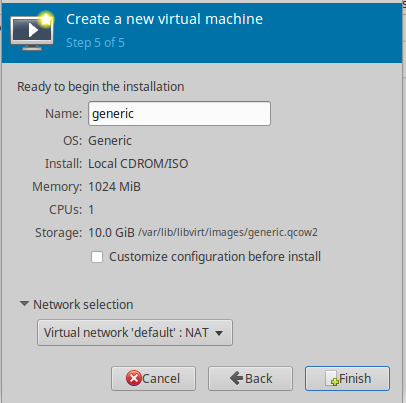 Create a new virtual machine
Step 5 of 5
Ready to begin the installation
Name: generic
OS: Generic
Install: Local CDROM/ISO
Memory: 1024 MiB
CPUs: 1
Storage: 10.0 GiB /var/lib/libvirt/images/generic.qcow2
Customize configuration before install
Network selection
Virtual network 'default' : NAT
Cancel Back Finish